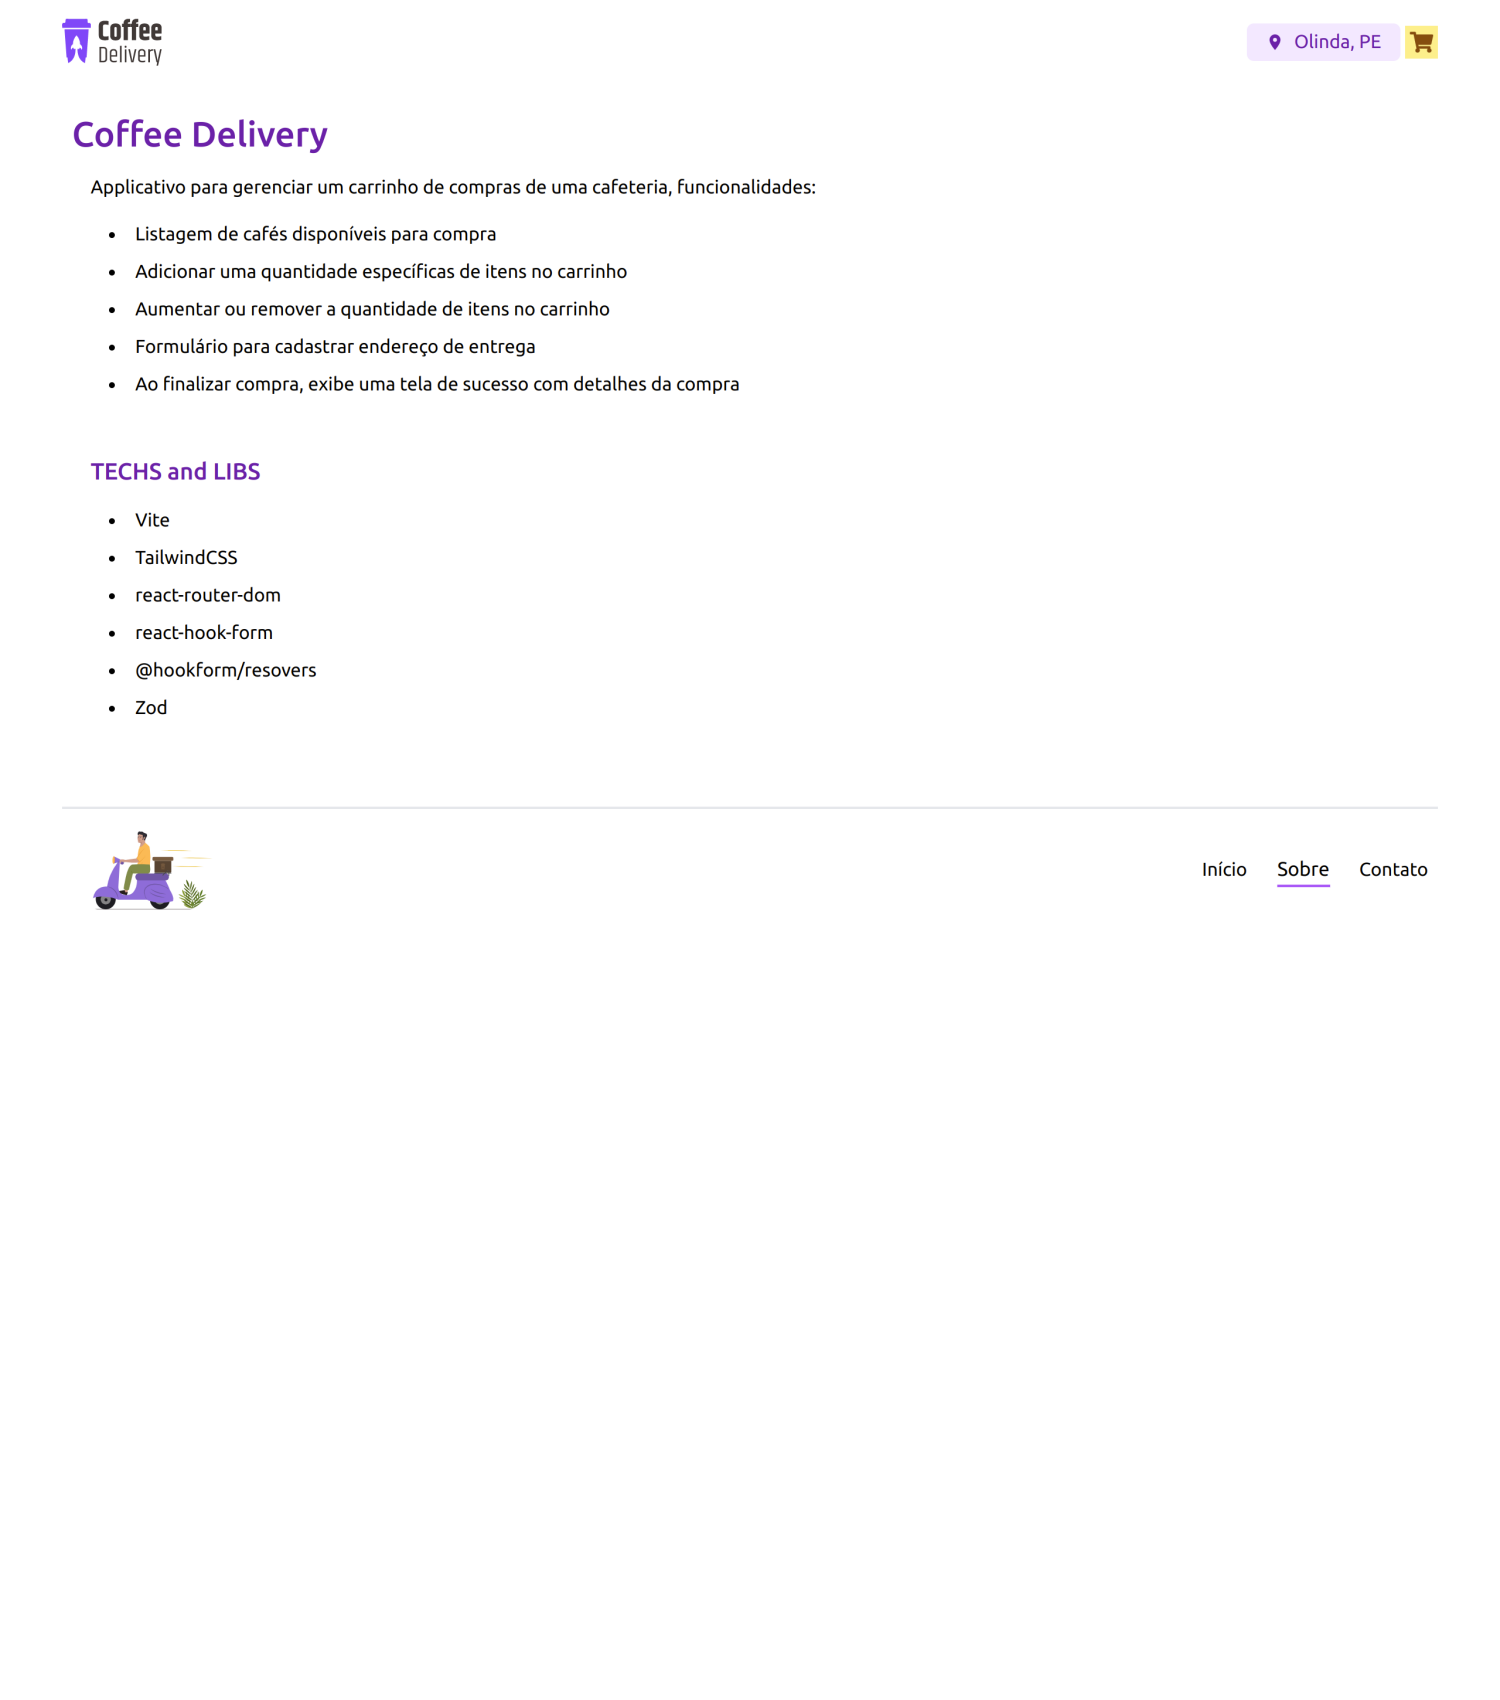 Coffee
Delivery
Olinda, PE
Coffee Delivery
Applicativo para gerenciar um carrinho de compras de uma cafeteria, funcionalidades:
Listagem de cafés disponíveis para compra
Adicionar uma quantidade específicas de itens no carrinho
Aumentar ou remover a quantidade de itens no carrinho
Formulário para cadastrar endereço de entrega
Ao finalizar compra, exibe uma tela de sucesso com detalhes da compra
TECHS and LIBS
Vite
TailwindCSS
react-router-dom
react-hook-form
@hookform/resovers
Zod
Início Sobre Contato